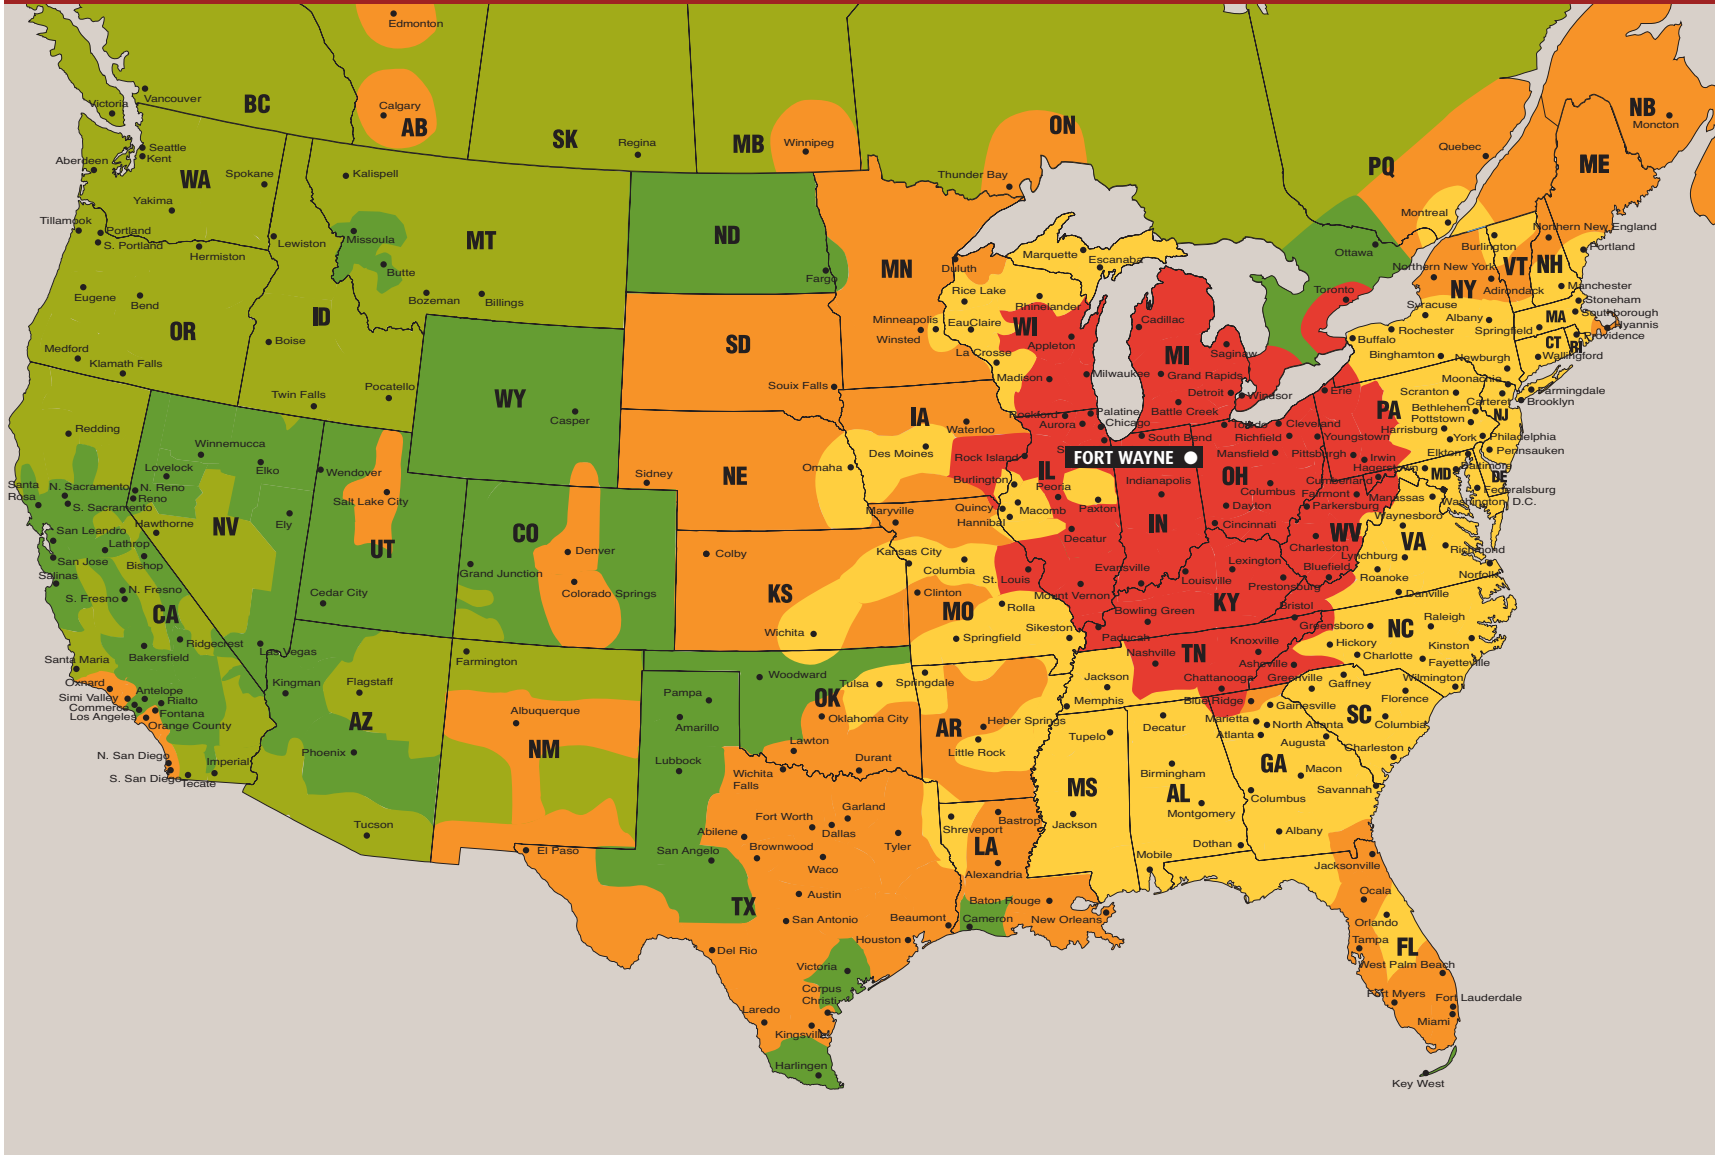 Edmonton
Calgary
AB
Victoria
Vancouver
BC
SK
Regina
MB
Winnipeg
ON
Thunder Bay
PQ
Quebec
Montreal
Ottawa
Toronto
NB
Moncton
ME
Seattle
Kent
Aberdeen
WA
Spokane
Yakima
Tillamook
Portland
S. Portland
Hermiston
Lewiston
Kalispell
Missoula
MT
Butte
Bozeman
Billings
ND
Fargo
MN
Duluth
Marquette
Escanaba
Rice Lake
Rhinelander
Minneapolis
EauClaire
WI
Winsted
Appleton
La Crosse
Madison
Milwaukee
Cadillac
MI
Saginaw
Grand Rapids
Detroit
Windsor
Battle Creek
Northern New England
Portland
Burlington
VT
NH
Northern New York
NY
Adirondack
Manchester
Stoneham
Southborough
Hyannis
Providence
MA
CT
RI
Syracuse
Albany
Springfield
Rochester
Buffalo
Binghamton
Newburgh
Wallingford
Eugene
Bend
OR
Medford
Klamath Falls
ID
Boise
Twin Falls
Pocatello
WY
Casper
SD
Souix Falls
IA
Waterloo
Des Moines
Omaha
NE
Sidney
Rockford
Palatine
Aurora
Chicago
Rock Island
South Bend
FORT WAYNE
Toledo
Cleveland
Richfield
Youngstown
Mansfield
Pittsburgh
Irwin
Erie
PA
Scranton
Moonachie
Farmingdale
Brooklyn
Carteret
NJ
Bethlehem
Pottstown
Harrisburg
York
Philadelphia
Pennsauken
Elkton
Hagerstown
MD
Baltimore
DE
Federalsburg
Washington, D.C.
Cumberland
Manassas
Fairmont
Parkersburg
Redding
Winnemucca
Lovelock
Elko
Wendover
Salt Lake City
Santa
Rosa
N. Sacramento
S. Sacramento
N. Reno
Reno
Hawthorne
NV
Ely
UT
San Leandro
Lathrop
San Jose
Bishop
Salinas
N. Fresno
S. Fresno
CA
Ridgecrest
Bakersfield
Cedar City
Las Vegas
CO
Denver
Grand Junction
Colorado Springs
Colby
KS
Wichita
Maryville
Kansas City
Columbia
Clinton
MO
Rolla
Springfield
Sikeston
St. Louis
Burlington
IL
Peoria
Macomb
Quincy
Hannibal
Paxton
Decatur
Mount Vernon
Indianapolis
IN
Evansville
OH
Columbus
Dayton
Cincinnati
WV
Charleston
Bluefield
Waynesboro
VA
Richmond
Lynchburg
Roanoke
Norfolk
Danville
Louisville
Lexington
Prestonsburg
KY
Bowling Green
Paducah
Bristol
Santa Maria
Oxnard
Simi Valley
Antelope
Commerce
Rialto
Los Angeles
Fontana
Orange County
N. San Diego
S. San Diego
Imperial
Tecate
Kingman
Flagstaff
AZ
Phoenix
Tucson
Farmington
Albuquerque
NM
Woodward
Tulsa
OK
Oklahoma City
Lawton
Durant
Springdale
AR
Heber Springs
Little Rock
Nashville
TN
Knoxville
Asheville
Chattanooga
Jackson
Memphis
Greensboro
Raleigh
NC
Hickory
Charlotte
Kinston
Fayetteville
Wilmington
Greenville
Gaffney
Florence
SC
Columbia
Charleston
Blue Ridge
Gainesville
Marietta
North Atlanta
Atlanta
Augusta
GA
Macon
Columbus
Savannah
Albany
Tupelo
Decatur
Birmingham
MS
AL
Montgomery
Jackson
Dothan
Mobile
Pampa
Amarillo
Lubbock
Wichita
Falls
Garland
Fort Worth
Dallas
Abilene
Tyler
Brownwood
Waco
San Angelo
El Paso
TX
Austin
San Antonio
Del Rio
Houston
Beaumont
Victoria
Corpus
Christi
Laredo
Kingsville
Harlingen
Shreveport
Bastrop
LA
Alexandria
Baton Rouge
Cameron
New Orleans
Jacksonville
Ocala
Orlando
Tampa
FL
West Palm Beach
Fort Myers
Fort Lauderdale
Miami
Key West